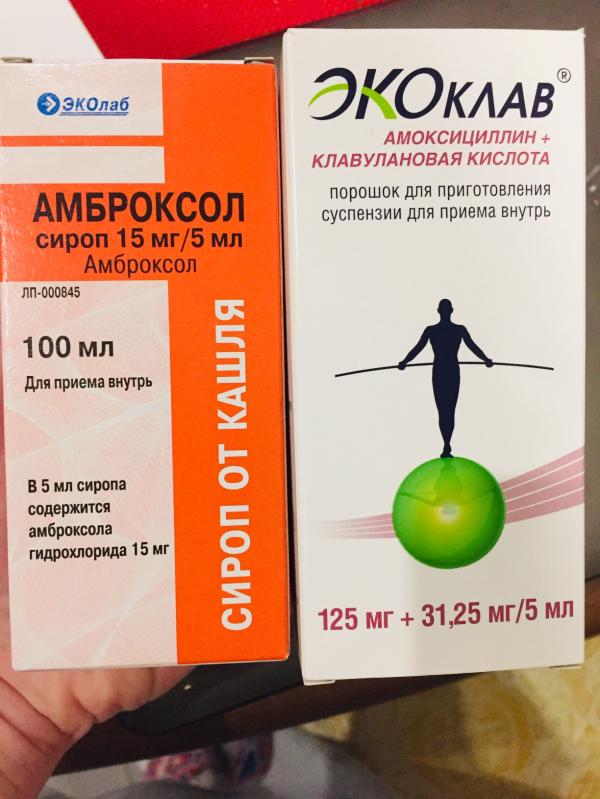 ЭКОлаб
АМБРОКСОЛ
сироп 15 мг/5 мл
Амброксол
ЛП-000845
100 мл
Для приема внутрь
В 5 мл сиропа
содержится
амброксола
гидрохлорида 15 мг
СИРОП ОТ КАШЛЯ
ЭКОКЛАВ®
АМОКСИЦИЛЛИН +
КЛАВУЛАНОВАЯ КИСЛОТА
порошок для приготовления
суспензии для приема внутрь
125 мг + 31,25 мг/5 мл